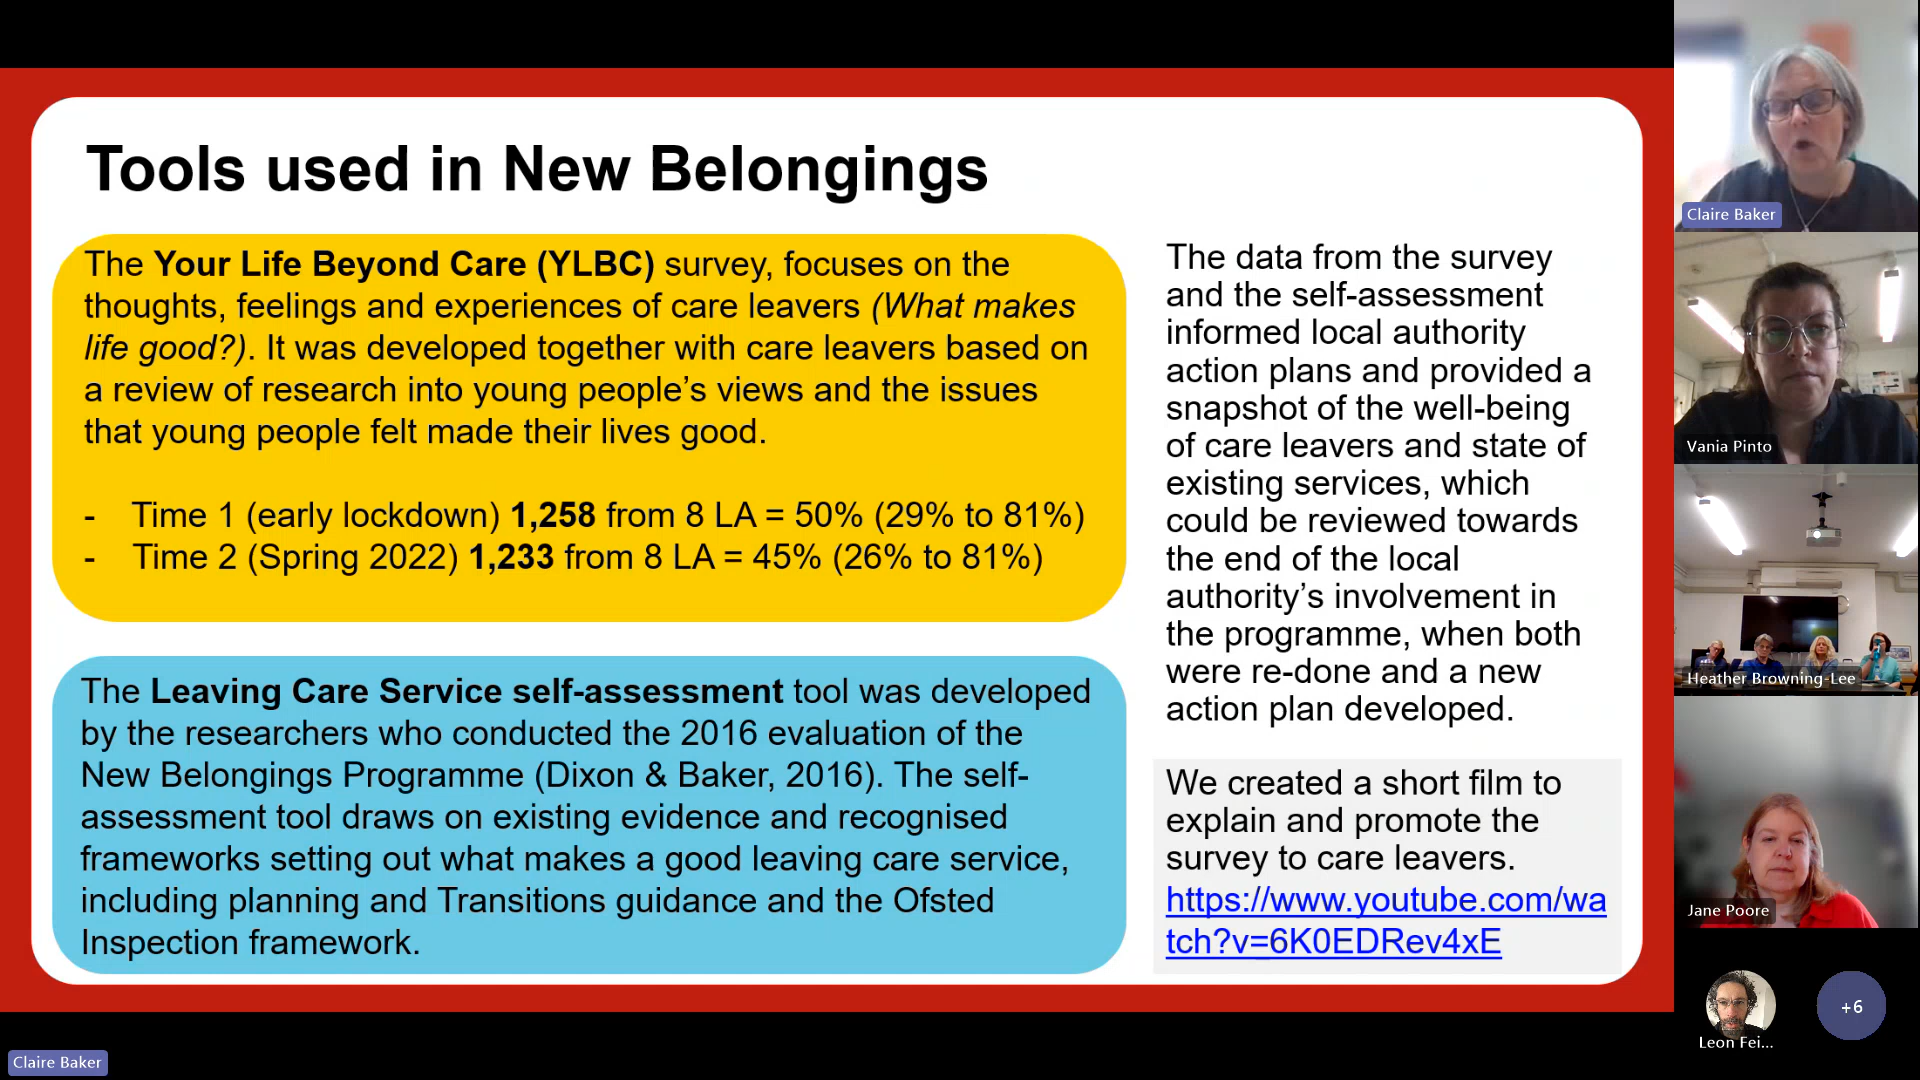 Tools used in New Belongings
The Your Life Beyond Care (YLBC) survey, focuses on the
thoughts, feelings and experiences of care leavers (What makes
life good?). It was developed together with care leavers based on
a review of research into young people’s views and the issues
that young people felt made their lives good.
- Time 1 (early lockdown) 1,258 from 8 LA = 50% (29% to 81%)
- Time 2 (Spring 2022) 1,233 from 8 LA = 45% (26% to 81%)
The Leaving Care Service self-assessment tool was developed
by the researchers who conducted the 2016 evaluation of the
New Belongings Programme (Dixon & Baker, 2016). The self-
assessment tool draws on existing evidence and recognised
frameworks setting out what makes a good leaving care service,
including planning and Transitions guidance and the Ofsted
Inspection framework.
The data from the survey
and the self-assessment
informed local authority
action plans and provided a
snapshot of the well-being
of care leavers and state of
existing services, which
could be reviewed towards
the end of the local
authority’s involvement in
the programme, when both
were re-done and a new
action plan developed.
We created a short film to
explain and promote the
survey to care leavers.
https://www.youtube.com/wa
tch?v=6K0EDRev4xE
Claire Baker
Vania Pinto
Heather Browning-Lee
Jane Poore
Leon Fei...
+6
Claire Baker